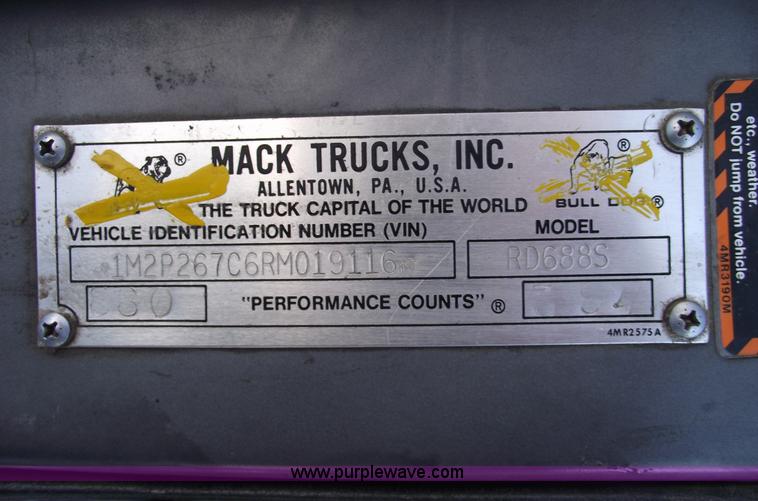 ® MACK TRUCKS, INC. ®
ALLENTOWN, PA., U.S.A.
THE TRUCK CAPITAL OF THE WORLD
BULL DOG®
VEHICLE IDENTIFICATION NUMBER (VIN)
MODEL
1M2P267C6RM019116
RD688S
"PERFORMANCE COUNTS" ®
4MR2575A
etc., weather.
Do NOT jump from vehicle.
4MR3190M
www.purplewave.com